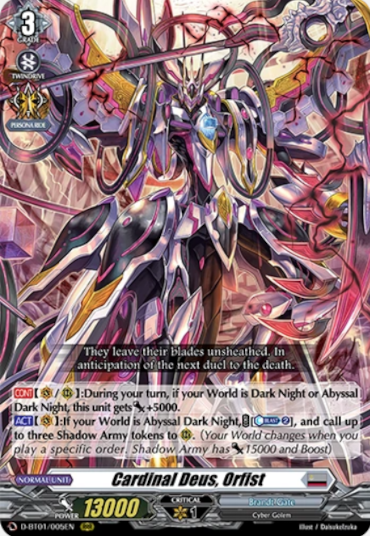 3
GRADE
TWINDRIVE
PERSONA RIDE
They leave their blades unsheathed. In
anticipation of the next duel to the death.
CONT【 / 】:During your turn, if your World is Dark Night or Abyssal
Dark Night, this unit gets +5000.
ACT【 】:If your World is Abyssal Dark Night, [ BLAST 2], and call up
to three Shadow Army tokens to . (Your World changes when you
play a specific order. Shadow Army has 15000 and Boost)
NORMAL UNIT
Cardinal Deus, Orfist
POWER 13000 CRITICAL 1
Brandt Gate
Cyber Golem
D-BT01/005EN RRR
Illust / DaisukeIzuka